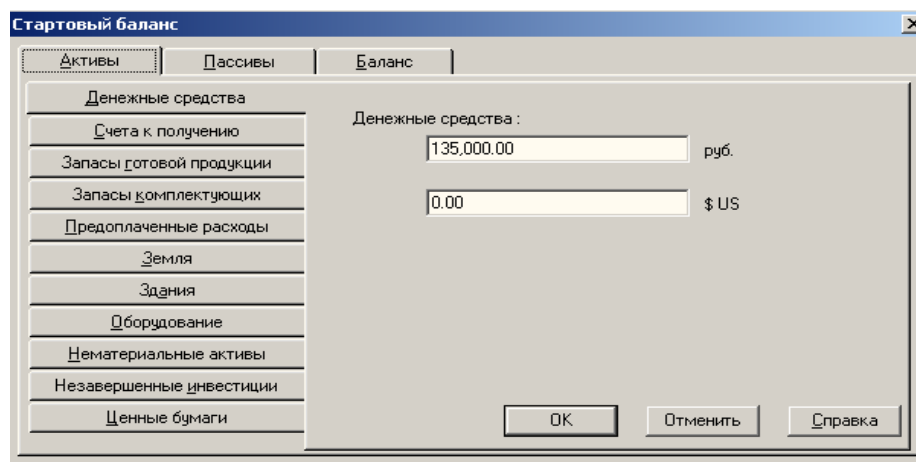 Стартовый баланс
Активы Пассивы Баланс
Денежные средства
Счета к получению
Запасы готовой продукции
Запасы комплектующих
Предоплаченные расходы
Земля
Здания
Оборудование
Нематериальные активы
Незавершенные инвестиции
Ценные бумаги
Денежные средства :
135,000.00 руб.
0.00 $ US
OK Отменить Справка